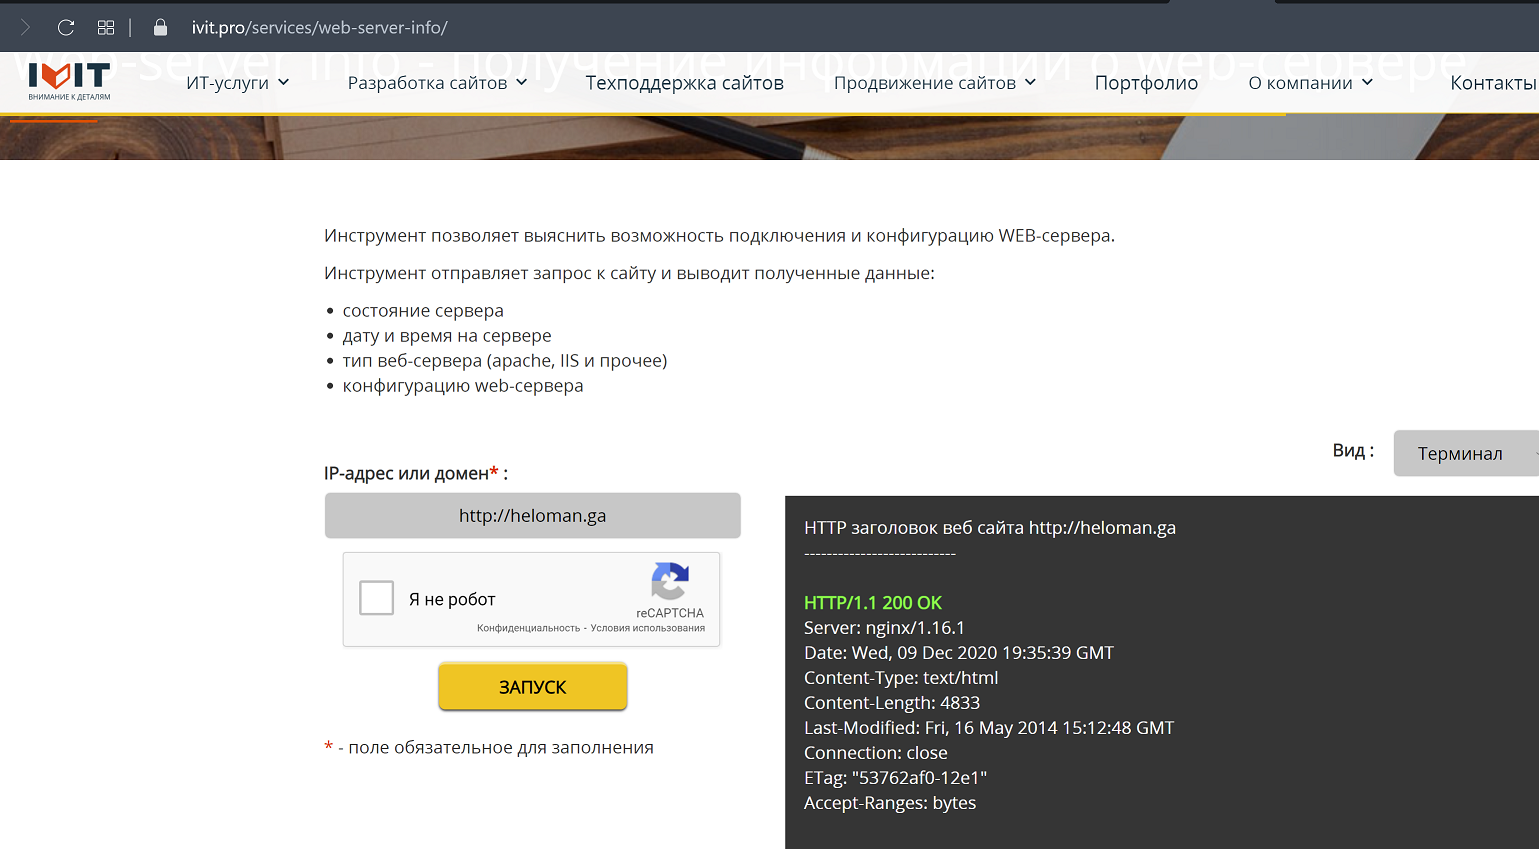 ivit.pro/services/web-server-info/
web-server info - получение информации о web-сервере
IVIT
ВНИМАНИЕ К ДЕТАЛЯМ
ИТ-услуги
Разработка сайтов
Техподдержка сайтов
Продвижение сайтов
Портфолио
О компании
Контакты
Инструмент позволяет выяснить возможность подключения и конфигурацию WEB-сервера.
Инструмент отправляет запрос к сайту и выводит полученные данные:
• состояние сервера
• дату и время на сервере
• тип веб-сервера (apache, IIS и прочее)
• конфигурацию web-сервера
Вид :
Терминал
IP-адрес или домен* :
http://heloman.ga
Я не робот
reCAPTCHA
Конфиденциальность - Условия использования
ЗАПУСК
* - поле обязательное для заполнения
HTTP заголовок веб сайта http://heloman.ga
---------------------------
HTTP/1.1 200 OK
Server: nginx/1.16.1
Date: Wed, 09 Dec 2020 19:35:39 GMT
Content-Type: text/html
Content-Length: 4833
Last-Modified: Fri, 16 May 2014 15:12:48 GMT
Connection: close
ETag: "53762af0-12e1"
Accept-Ranges: bytes